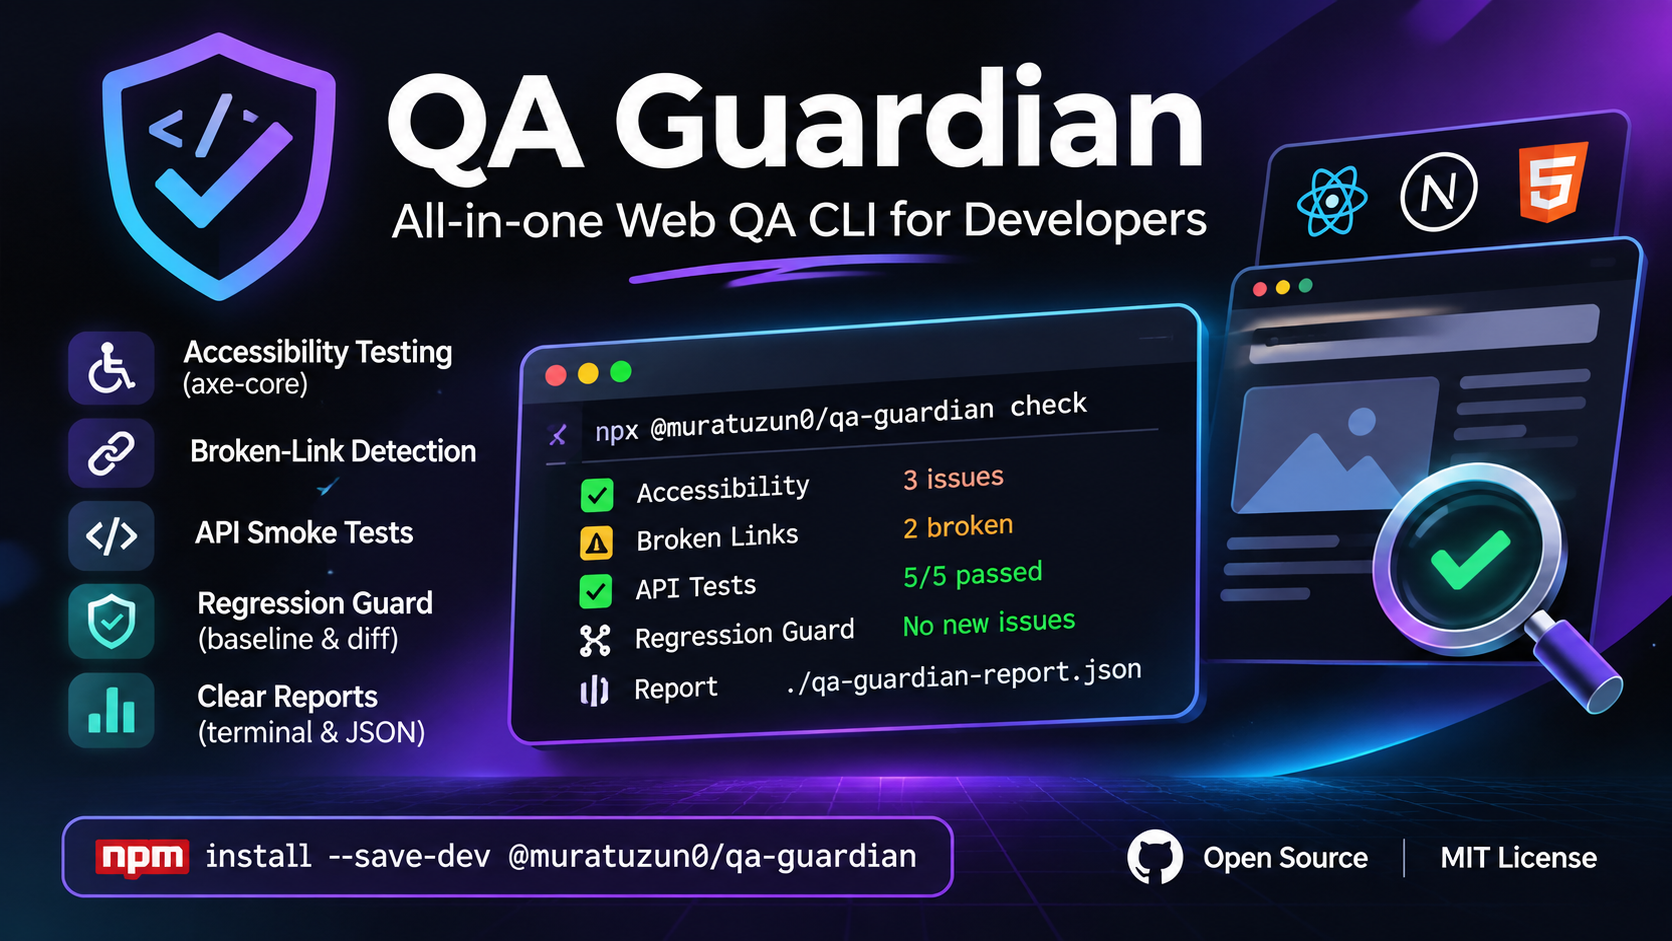 QA Guardian
All-in-one Web QA CLI for Developers
Accessibility Testing
(axe-core)
Broken-Link Detection
API Smoke Tests
Regression Guard
(baseline & diff)
Clear Reports
(terminal & JSON)
npx @muratuzun0/qa-guardian check
Accessibility 3 issues
Broken Links 2 broken
API Tests 5/5 passed
Regression Guard No new issues
Report ./qa-guardian-report.json
npm install --save-dev @muratuzun0/qa-guardian
Open Source | MIT License